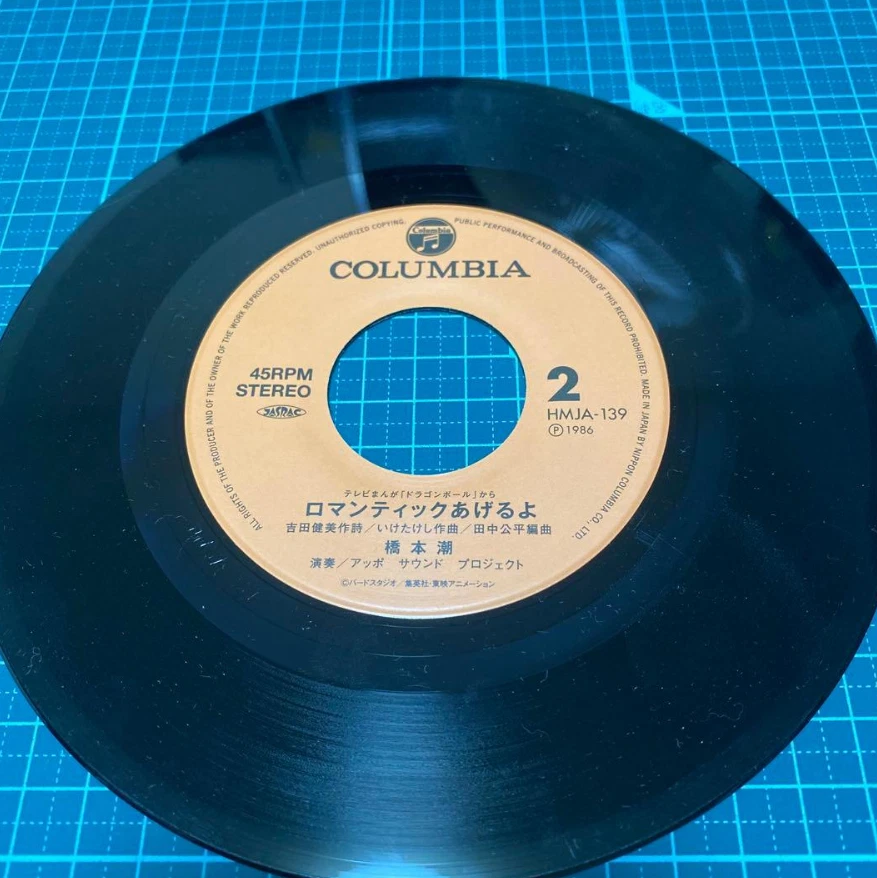 ALL RIGHTS OF THE PRODUCER AND OF THE OWNER OF THE WORK REPRODUCED RESERVED. UNAUTHORIZED COPYING, PUBLIC PERFORMANCE AND BROADCASTING OF THIS RECORD PROHIBITED. MADE IN JAPAN BY NIPPON COLUMBIA CO., LTD.
Columbia
COLUMBIA
45RPM
STEREO
JASRAC
2
HMJA-139
Ⓟ1986
テレビまんが「ドラゴンボール」から
ロマンティックあげるよ
吉田健美作詩/いけたけし作曲/田中公平編曲
橋本潮
演奏/アッポ サウンド プロジェクト
©バードスタジオ/集英社・東映アニメーション